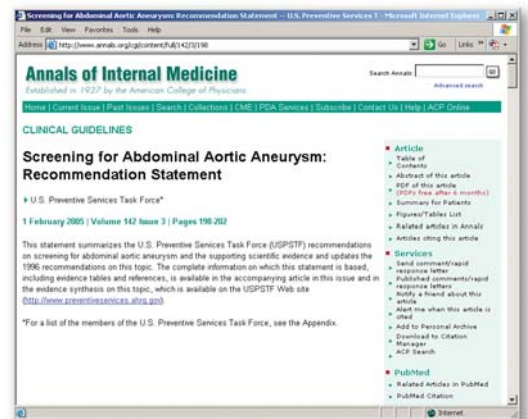 Screening for Abdominal Aortic Aneurysm: Recommendation Statement -- U.S. Preventive Services T - Microsoft Internet Explorer
File Edit View Favorites Tools Help
Address http://www.annals.org/cgi/content/full/142/3/198 Go Links »
Annals of Internal Medicine
Established in 1927 by the American College of Physicians
Search Annals:
Advanced search
Home | Current Issue | Past Issues | Search | Collections | CME | PDA Services | Subscribe | Contact Us | Help | ACP Online
CLINICAL GUIDELINES
Screening for Abdominal Aortic Aneurysm:
Recommendation Statement
U.S. Preventive Services Task Force*
1 February 2005 | Volume 142 Issue 3 | Pages 198-202
This statement summarizes the U.S. Preventive Services Task Force (USPSTF) recommendations
on screening for abdominal aortic aneurysm and the supporting scientific evidence and updates the
1996 recommendations on this topic. The complete information on which this statement is based,
including evidence tables and references, is available in the accompanying article in this issue and in
the evidence synthesis on this topic, which is available on the USPSTF Web site
(http://www.preventiveservices.ahrq.gov).
*For a list of the members of the U.S. Preventive Services Task Force, see the Appendix.
Article
Table of
Contents
Abstract of this article
PDF of this article
(PDFs free after 6 months)
Summary for Patients
Figures/Tables List
Related articles in Annals
Articles citing this article
Services
Send comment/rapid
response letter
Published comments/rapid
response letters
Notify a friend about this
article
Alert me when this article is
cited
Add to Personal Archive
Download to Citation
Manager
ACP Search
PubMed
Related Articles in PubMed
PubMed Citation
Internet